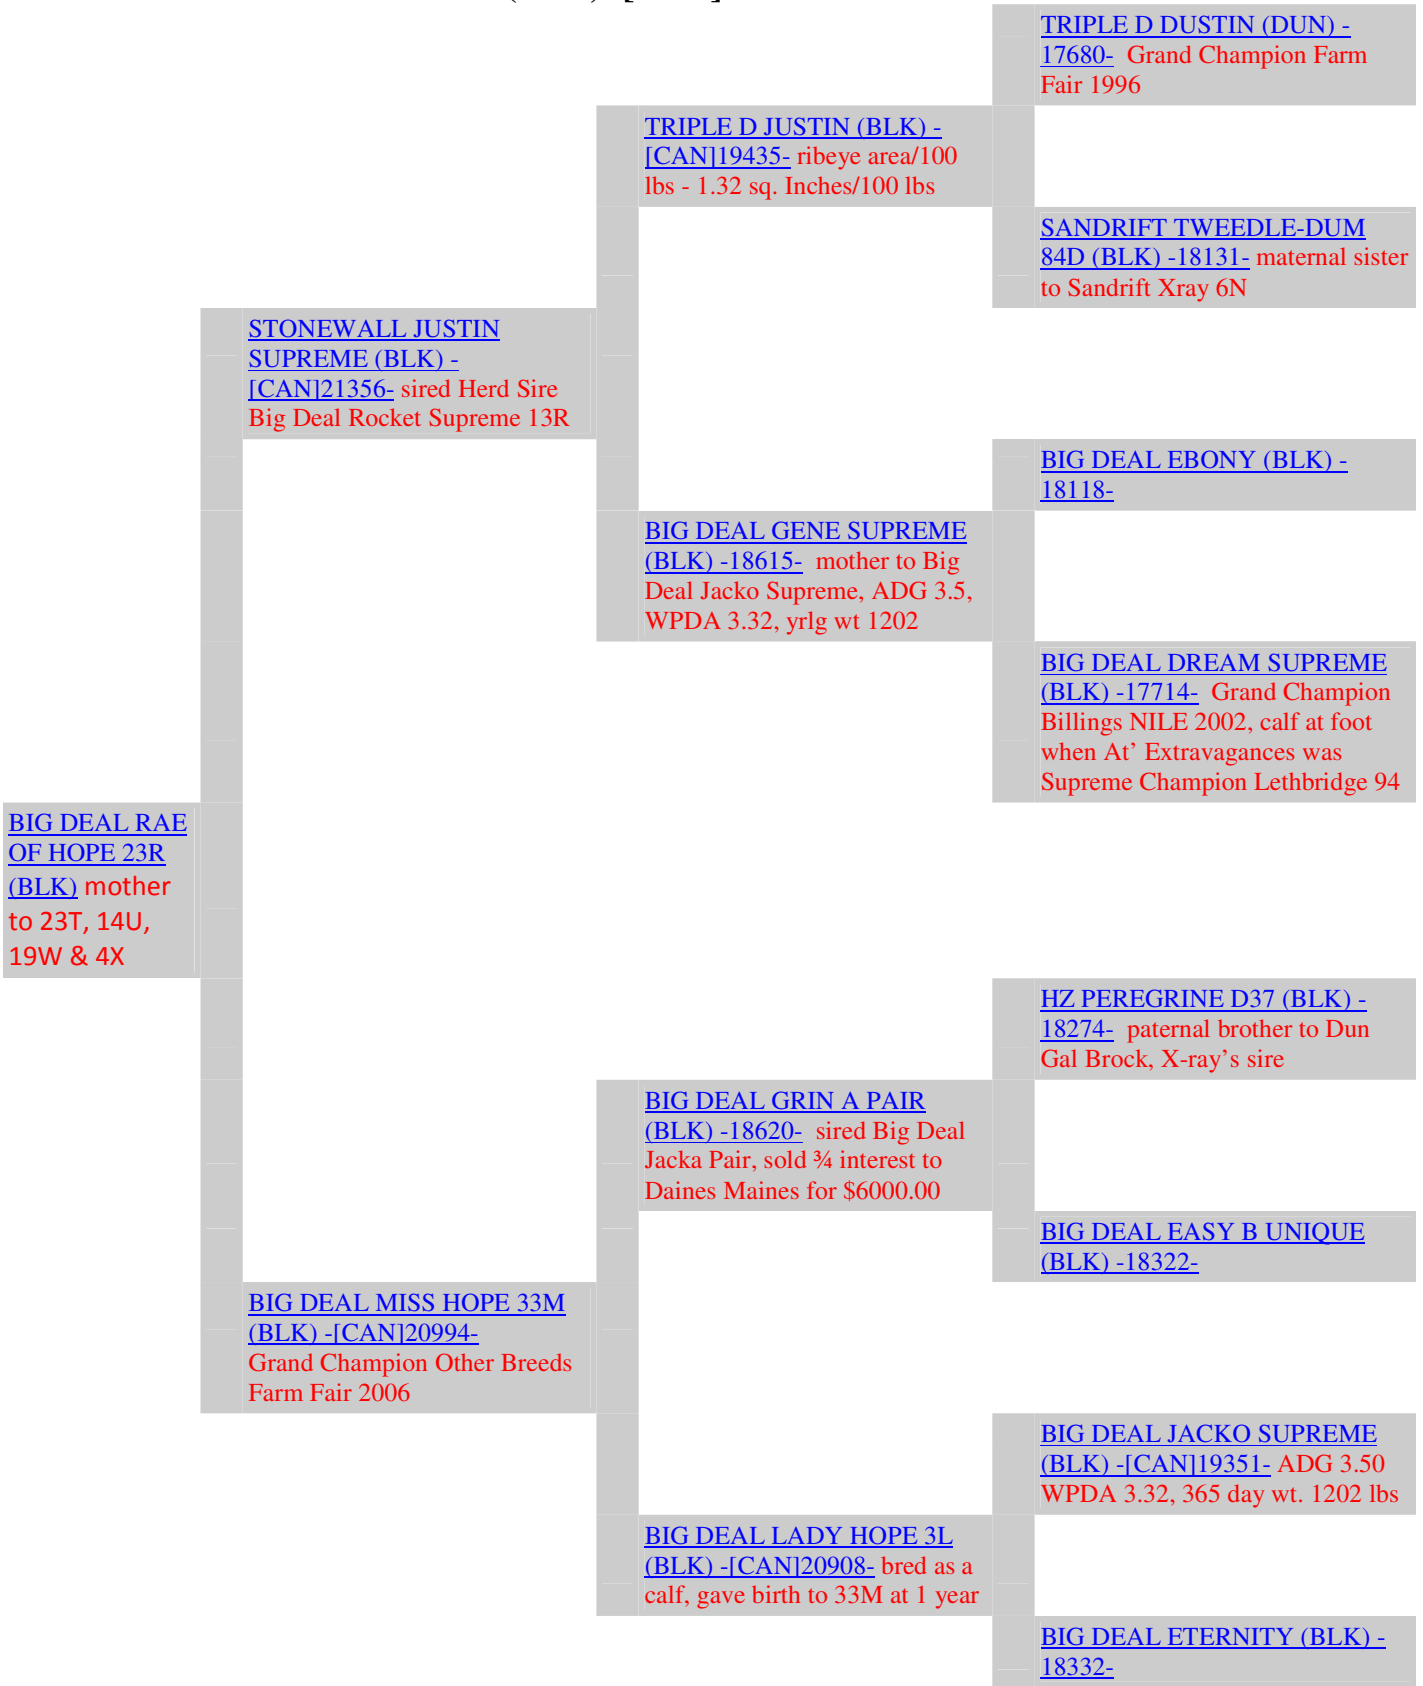 TRIPLE D DUSTIN (DUN) -
17680- Grand Champion Farm
Fair 1996
TRIPLE D JUSTIN (BLK) -
[CAN]19435- ribeye area/100
lbs - 1.32 sq. Inches/100 lbs
SANDRIFT TWEEDLE-DUM
84D (BLK) -18131- maternal sister
to Sandrift Xray 6N
STONEWALL JUSTIN
SUPREME (BLK) -
[CAN]21356- sired Herd Sire
Big Deal Rocket Supreme 13R
BIG DEAL EBONY (BLK) -
18118-
BIG DEAL GENE SUPREME
(BLK) -18615- mother to Big
Deal Jacko Supreme, ADG 3.5,
WPDA 3.32, yrlg wt 1202
BIG DEAL DREAM SUPREME
(BLK) -17714- Grand Champion
Billings NILE 2002, calf at foot
when At’ Extravagances was
Supreme Champion Lethbridge 94
BIG DEAL RAE
OF HOPE 23R
(BLK) mother
to 23T, 14U,
19W & 4X
HZ PEREGRINE D37 (BLK) -
18274- paternal brother to Dun
Gal Brock, X-ray’s sire
BIG DEAL GRIN A PAIR
(BLK) -18620- sired Big Deal
Jacka Pair, sold ¾ interest to
Daines Maines for $6000.00
BIG DEAL EASY B UNIQUE
(BLK) -18322-
BIG DEAL MISS HOPE 33M
(BLK) -[CAN]20994-
Grand Champion Other Breeds
Farm Fair 2006
BIG DEAL JACKO SUPREME
(BLK) -[CAN]19351- ADG 3.50
WPDA 3.32, 365 day wt. 1202 lbs
BIG DEAL LADY HOPE 3L
(BLK) -[CAN]20908- bred as a
calf, gave birth to 33M at 1 year
BIG DEAL ETERNITY (BLK) -
18332-